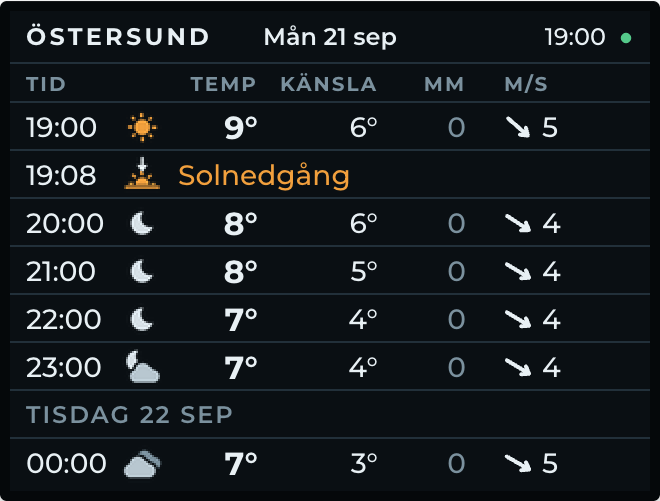 ÖSTERSUND Mån 21 sep 19:00
TID TEMP KÄNSLA MM M/S
19:00 9° 6° 0 5
19:08 Solnedgång
20:00 8° 6° 0 4
21:00 8° 5° 0 4
22:00 7° 4° 0 4
23:00 7° 4° 0 4
TISDAG 22 SEP
00:00 7° 3° 0 5